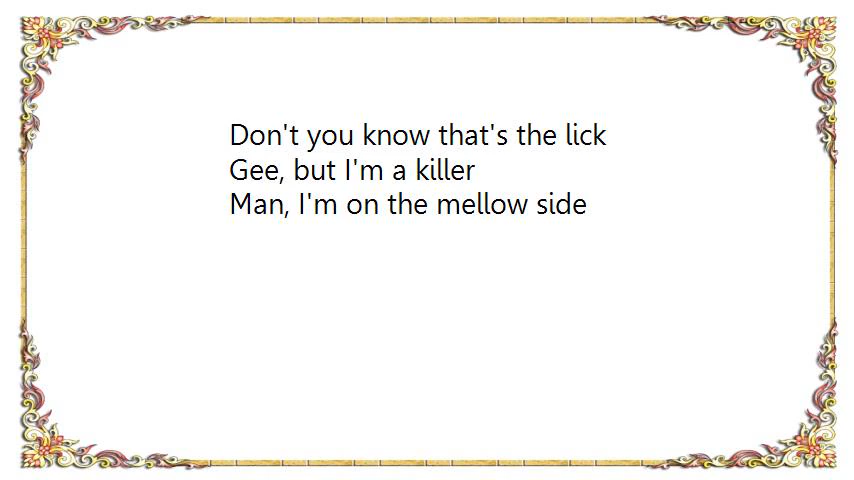 Don't you know that's the lick
Gee, but I'm a killer
Man, I'm on the mellow side